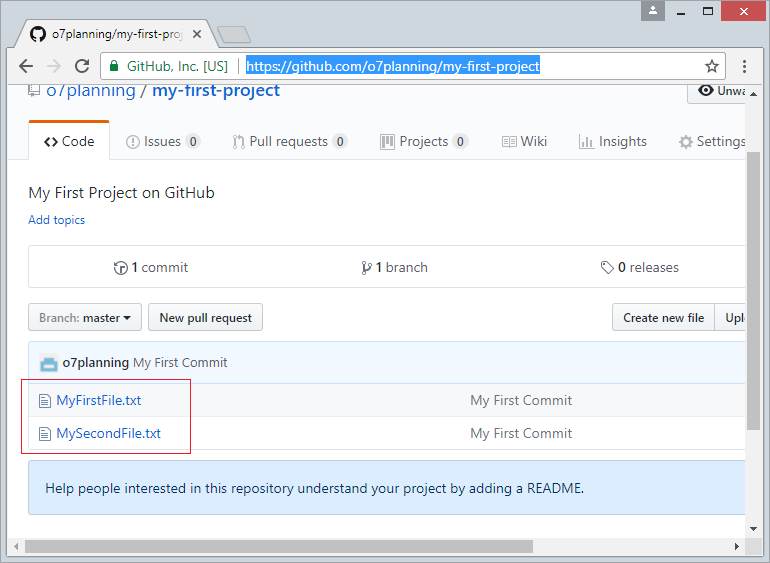 o7planning/my-first-proj
GitHub, Inc. [US] https://github.com/o7planning/my-first-project
o7planning / my-first-project Unwa
Code Issues 0 Pull requests 0 Projects 0 Wiki Insights Settings
My First Project on GitHub
Add topics
1 commit 1 branch 0 releases
Branch: master New pull request Create new file Uplo
o7planning My First Commit
MyFirstFile.txt My First Commit
MySecondFile.txt My First Commit
Help people interested in this repository understand your project by adding a README.